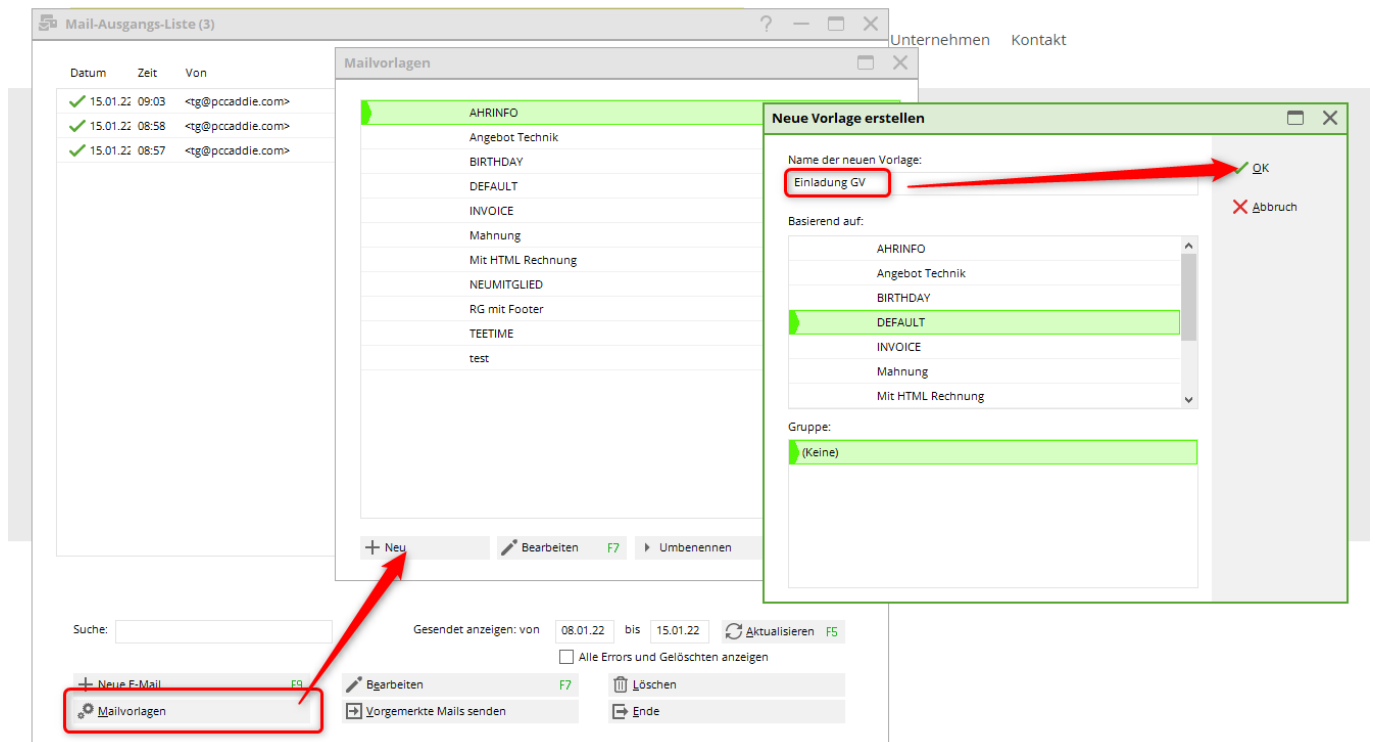 Mail-Ausgangs-Liste (3)
Unternehmen Kontakt
Datum Zeit Von
15.01.22 09:03 <tg@pccaddie.com>
15.01.22 08:58 <tg@pccaddie.com>
15.01.22 08:57 <tg@pccaddie.com>
Mailvorlagen
AHRINFO
Angebot Technik
BIRTHDAY
DEFAULT
INVOICE
Mahnung
Mit HTML Rechnung
NEUMITGLIED
RG mit Footer
TEETIME
test
Neu
Bearbeiten F7
Umbenennen
Neue Vorlage erstellen
Name der neuen Vorlage:
Einladung GV
OK
Abbruch
Basierend auf:
AHRINFO
Angebot Technik
BIRTHDAY
DEFAULT
INVOICE
Mahnung
Mit HTML Rechnung
Gruppe:
(Keine)
Suche:
Gesendet anzeigen: von 08.01.22 bis 15.01.22 Aktualisieren F5
Alle Errors und Gelöschten anzeigen
Neue E-Mail F9
Bearbeiten F7
Löschen
Mailvorlagen
Vorgemerkte Mails senden
Ende